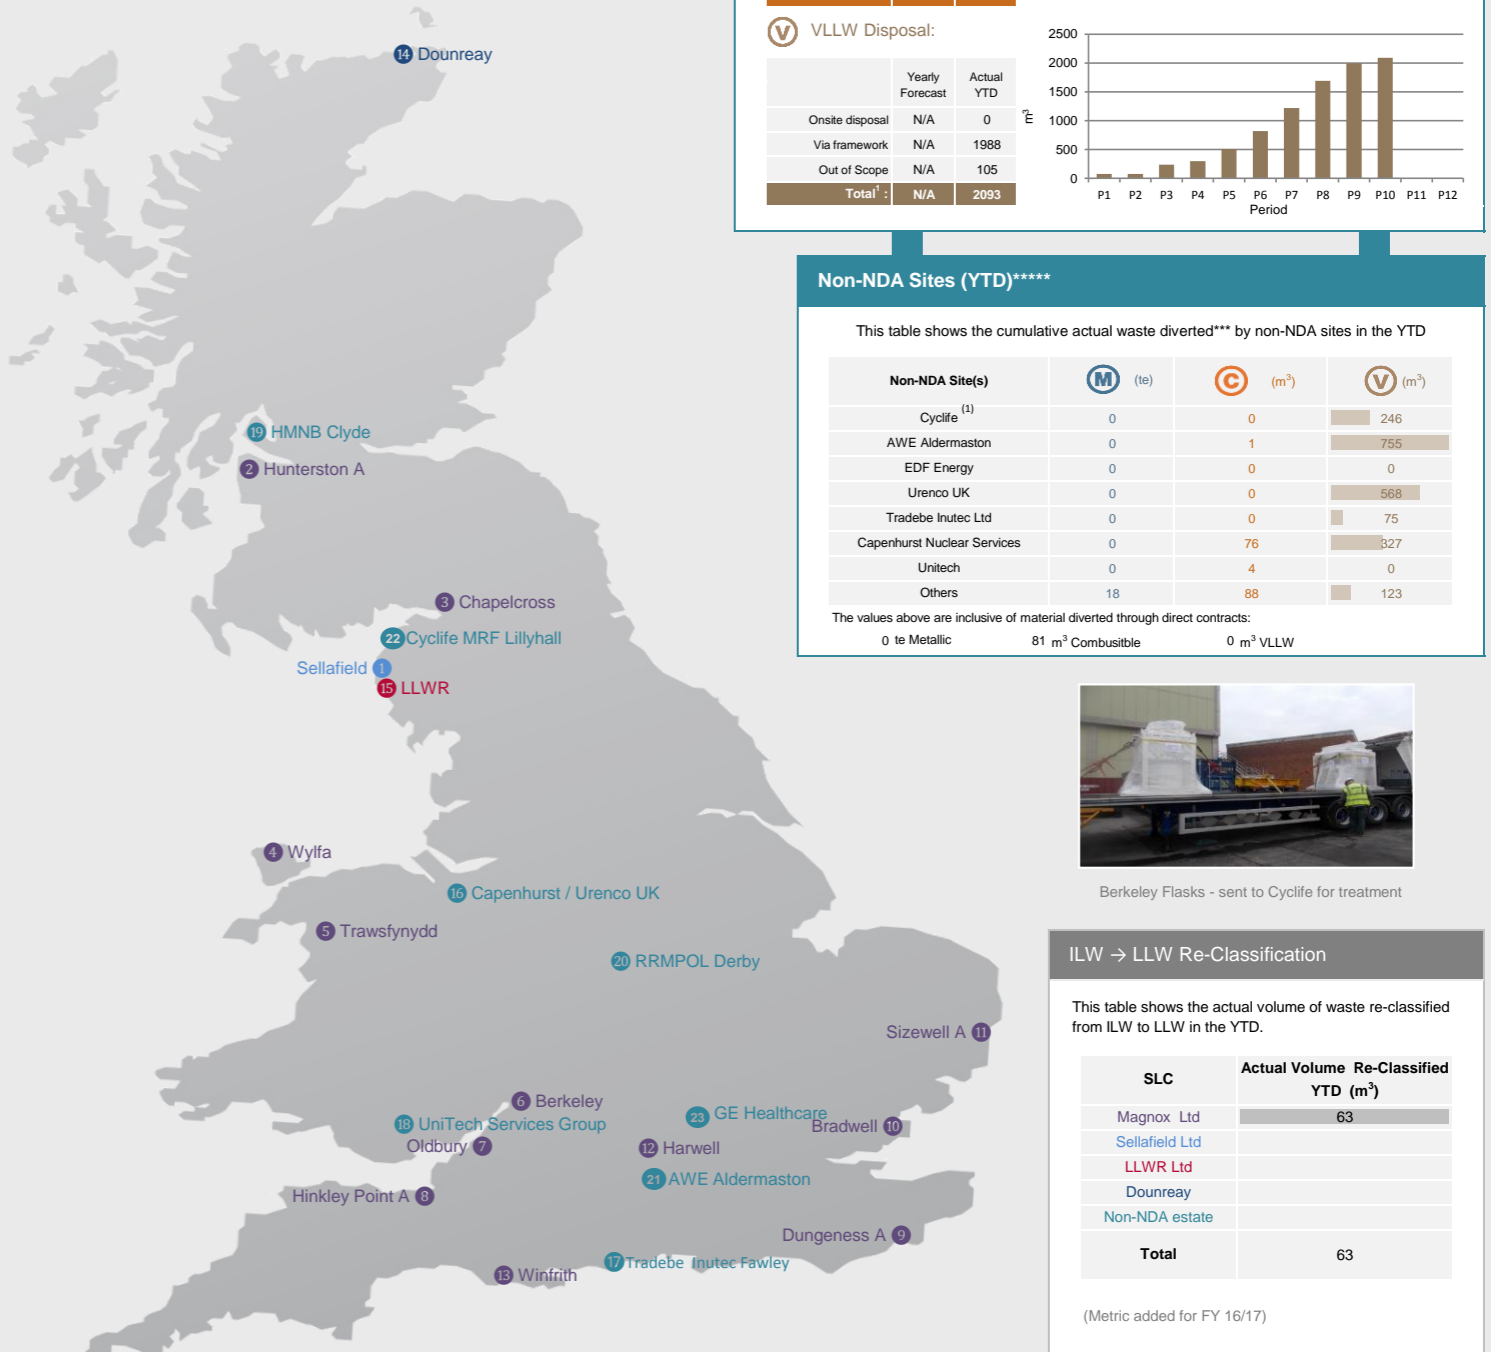 V VLLW Disposal:
Yearly Forecast Actual YTD
Onsite disposal N/A 0
Via framework N/A 1988
Out of Scope N/A 105
Total¹ : N/A 2093
2500
2000
1500
1000
500
0
m³
P1 P2 P3 P4 P5 P6 P7 P8 P9 P10 P11 P12
Period
Non-NDA Sites (YTD)*****
This table shows the cumulative actual waste diverted*** by non-NDA sites in the YTD
Non-NDA Site(s) M (te) C (m³) V (m³)
Cyclife (1) 0 0 246
AWE Aldermaston 0 1 755
EDF Energy 0 0 0
Urenco UK 0 0 568
Tradebe Inutec Ltd 0 0 75
Capenhurst Nuclear Services 0 76 327
Unitech 0 4 0
Others 18 88 123
The values above are inclusive of material diverted through direct contracts:
0 te Metallic 81 m³ Combustible 0 m³ VLLW
Berkeley Flasks - sent to Cyclife for treatment
ILW → LLW Re-Classification
This table shows the actual volume of waste re-classified
from ILW to LLW in the YTD.
SLC Actual Volume Re-Classified YTD (m³)
Magnox Ltd 63
Sellafield Ltd
LLWR Ltd
Dounreay
Non-NDA estate
Total 63
(Metric added for FY 16/17)
14 Dounreay
19 HMNB Clyde
2 Hunterston A
3 Chapelcross
22 Cyclife MRF Lillyhall
Sellafield 1
15 LLWR
4 Wylfa
16 Capenhurst / Urenco UK
5 Trawsfynydd
20 RRMPOL Derby
Sizewell A 11
6 Berkeley
23 GE Healthcare
18 UniTech Services Group
Bradwell 10
Oldbury 7
12 Harwell
21 AWE Aldermaston
Hinkley Point A 8
Dungeness A 9
17 Tradebe Inutec Fawley
13 Winfrith